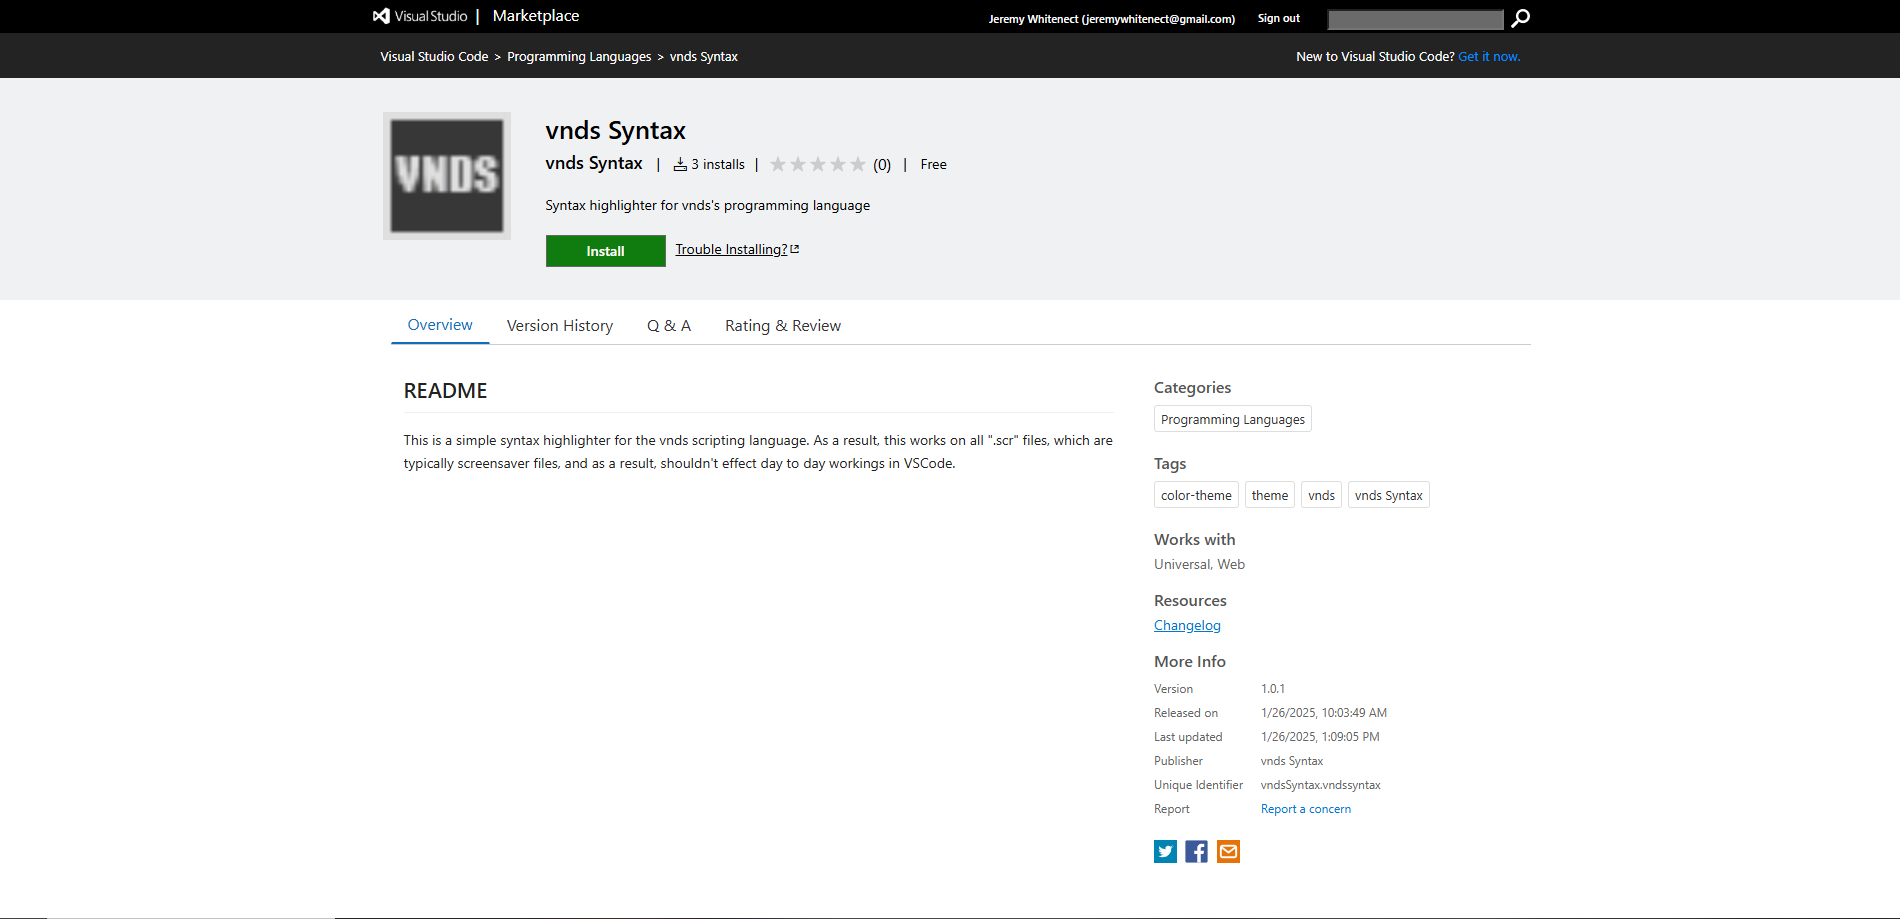 Visual Studio | Marketplace
Jeremy Whitenect (jeremywhitenect@gmail.com) Sign out
Visual Studio Code > Programming Languages > vnds Syntax
New to Visual Studio Code? Get it now.
VNDS
vnds Syntax
vnds Syntax | 3 installs | (0) | Free
Syntax highlighter for vnds's programming language
Install Trouble Installing?
Overview Version History Q & A Rating & Review
README
This is a simple syntax highlighter for the vnds scripting language. As a result, this works on all ".scr" files, which are
typically screensaver files, and as a result, shouldn't effect day to day workings in VSCode.
Categories
Programming Languages
Tags
color-theme theme vnds vnds Syntax
Works with
Universal, Web
Resources
Changelog
More Info
Version 1.0.1
Released on 1/26/2025, 10:03:49 AM
Last updated 1/26/2025, 1:09:05 PM
Publisher vnds Syntax
Unique Identifier vndsSyntax.vndssyntax
Report Report a concern